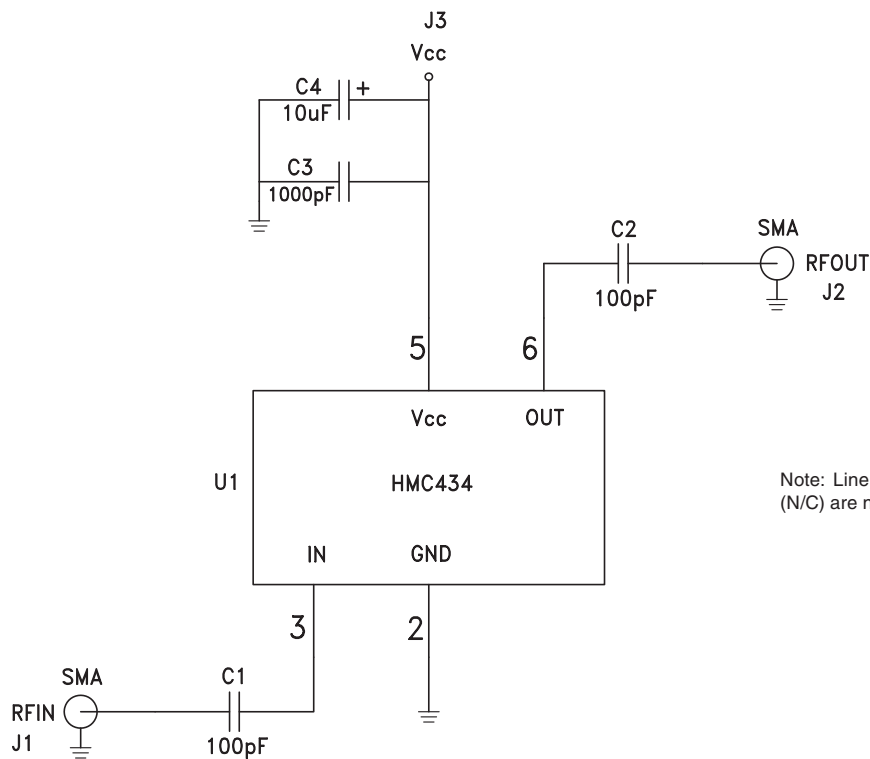 J3
Vcc
C4
+
10uF
C3
1000pF
C2
100pF
SMA
RFOUT
J2
5
6
Vcc
OUT
U1
HMC434
Note: Line
(N/C) are
IN
GND
3
2
SMA
C1
RFIN
J1
100pF